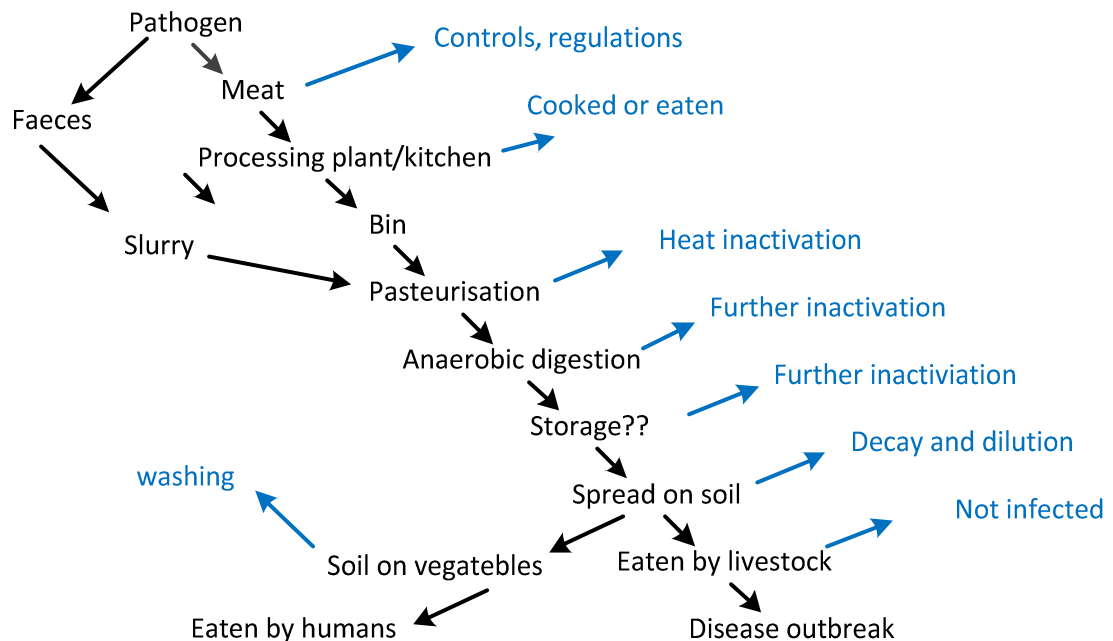 Pathogen
Controls, regulations
Meat
Cooked or eaten
Faeces
Processing plant/kitchen
Bin
Slurry
Heat inactivation
Pasteurisation
Further inactivation
Anaerobic digestion
Further inactiviation
Storage??
Decay and dilution
washing
Spread on soil
Not infected
Soil on vegatebles
Eaten by livestock
Eaten by humans
Disease outbreak